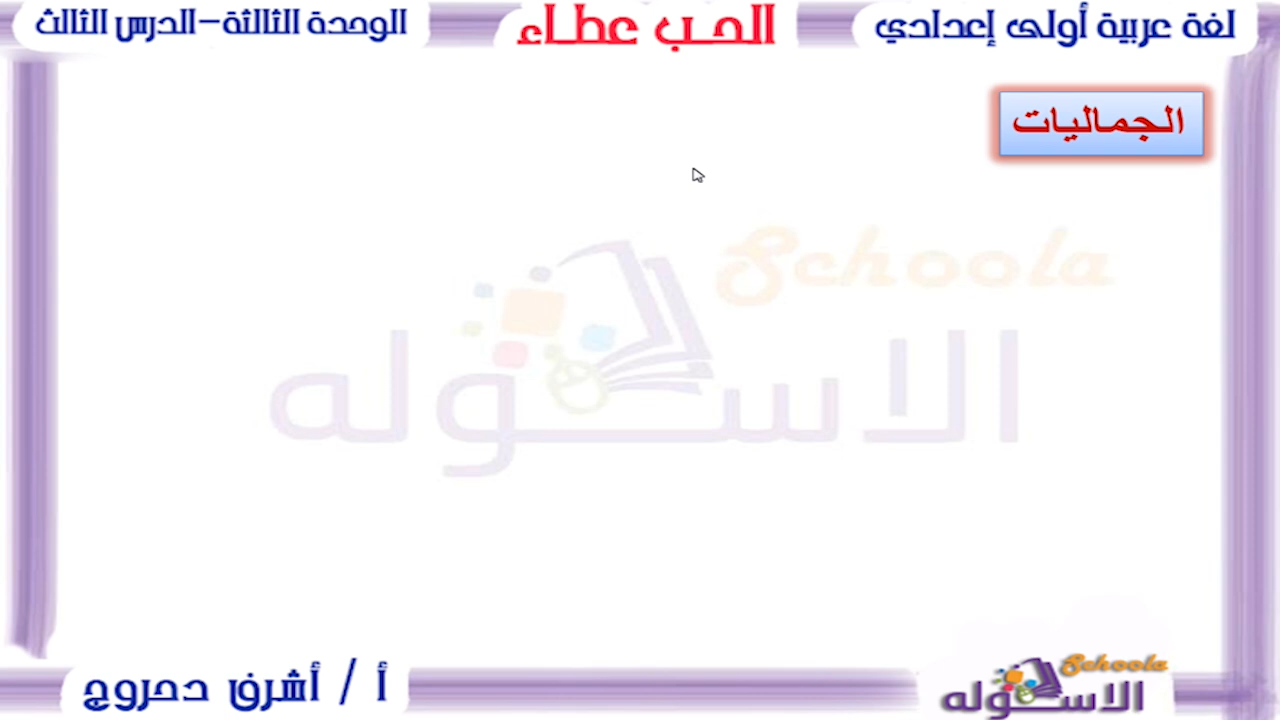 لغة عربية أولى إعدادي
الحب عطاء
الوحدة الثالثة-الدرس الثالث
الجماليات
Schoola
الاسكوله
Schoola
الاسكوله
أ / أشرف دحروج